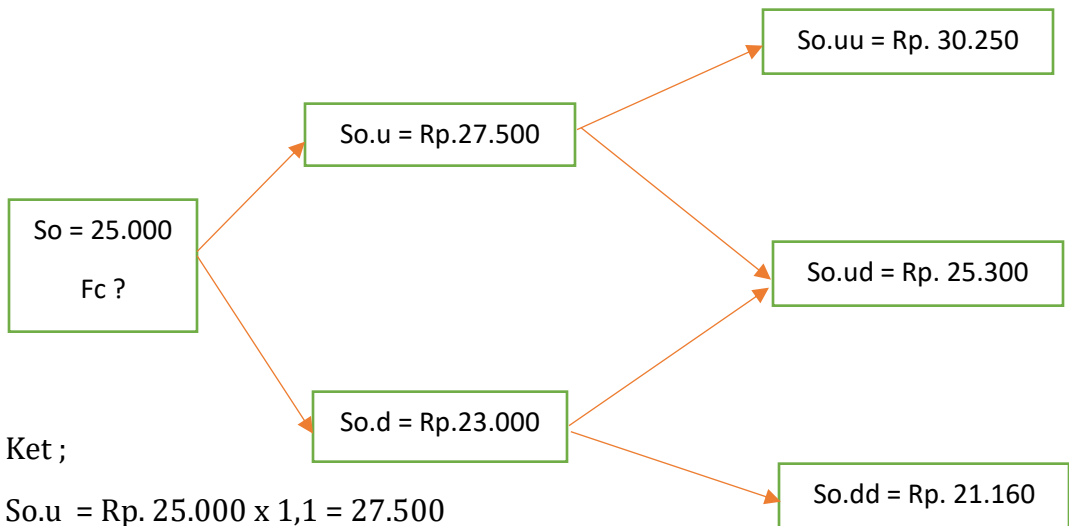 So.uu = Rp. 30.250
So.u = Rp.27.500
So = 25.000
Fc ?
So.ud = Rp. 25.300
So.d = Rp.23.000
Ket ;
So.dd = Rp. 21.160
So.u = Rp. 25.000 x 1,1 = 27.500